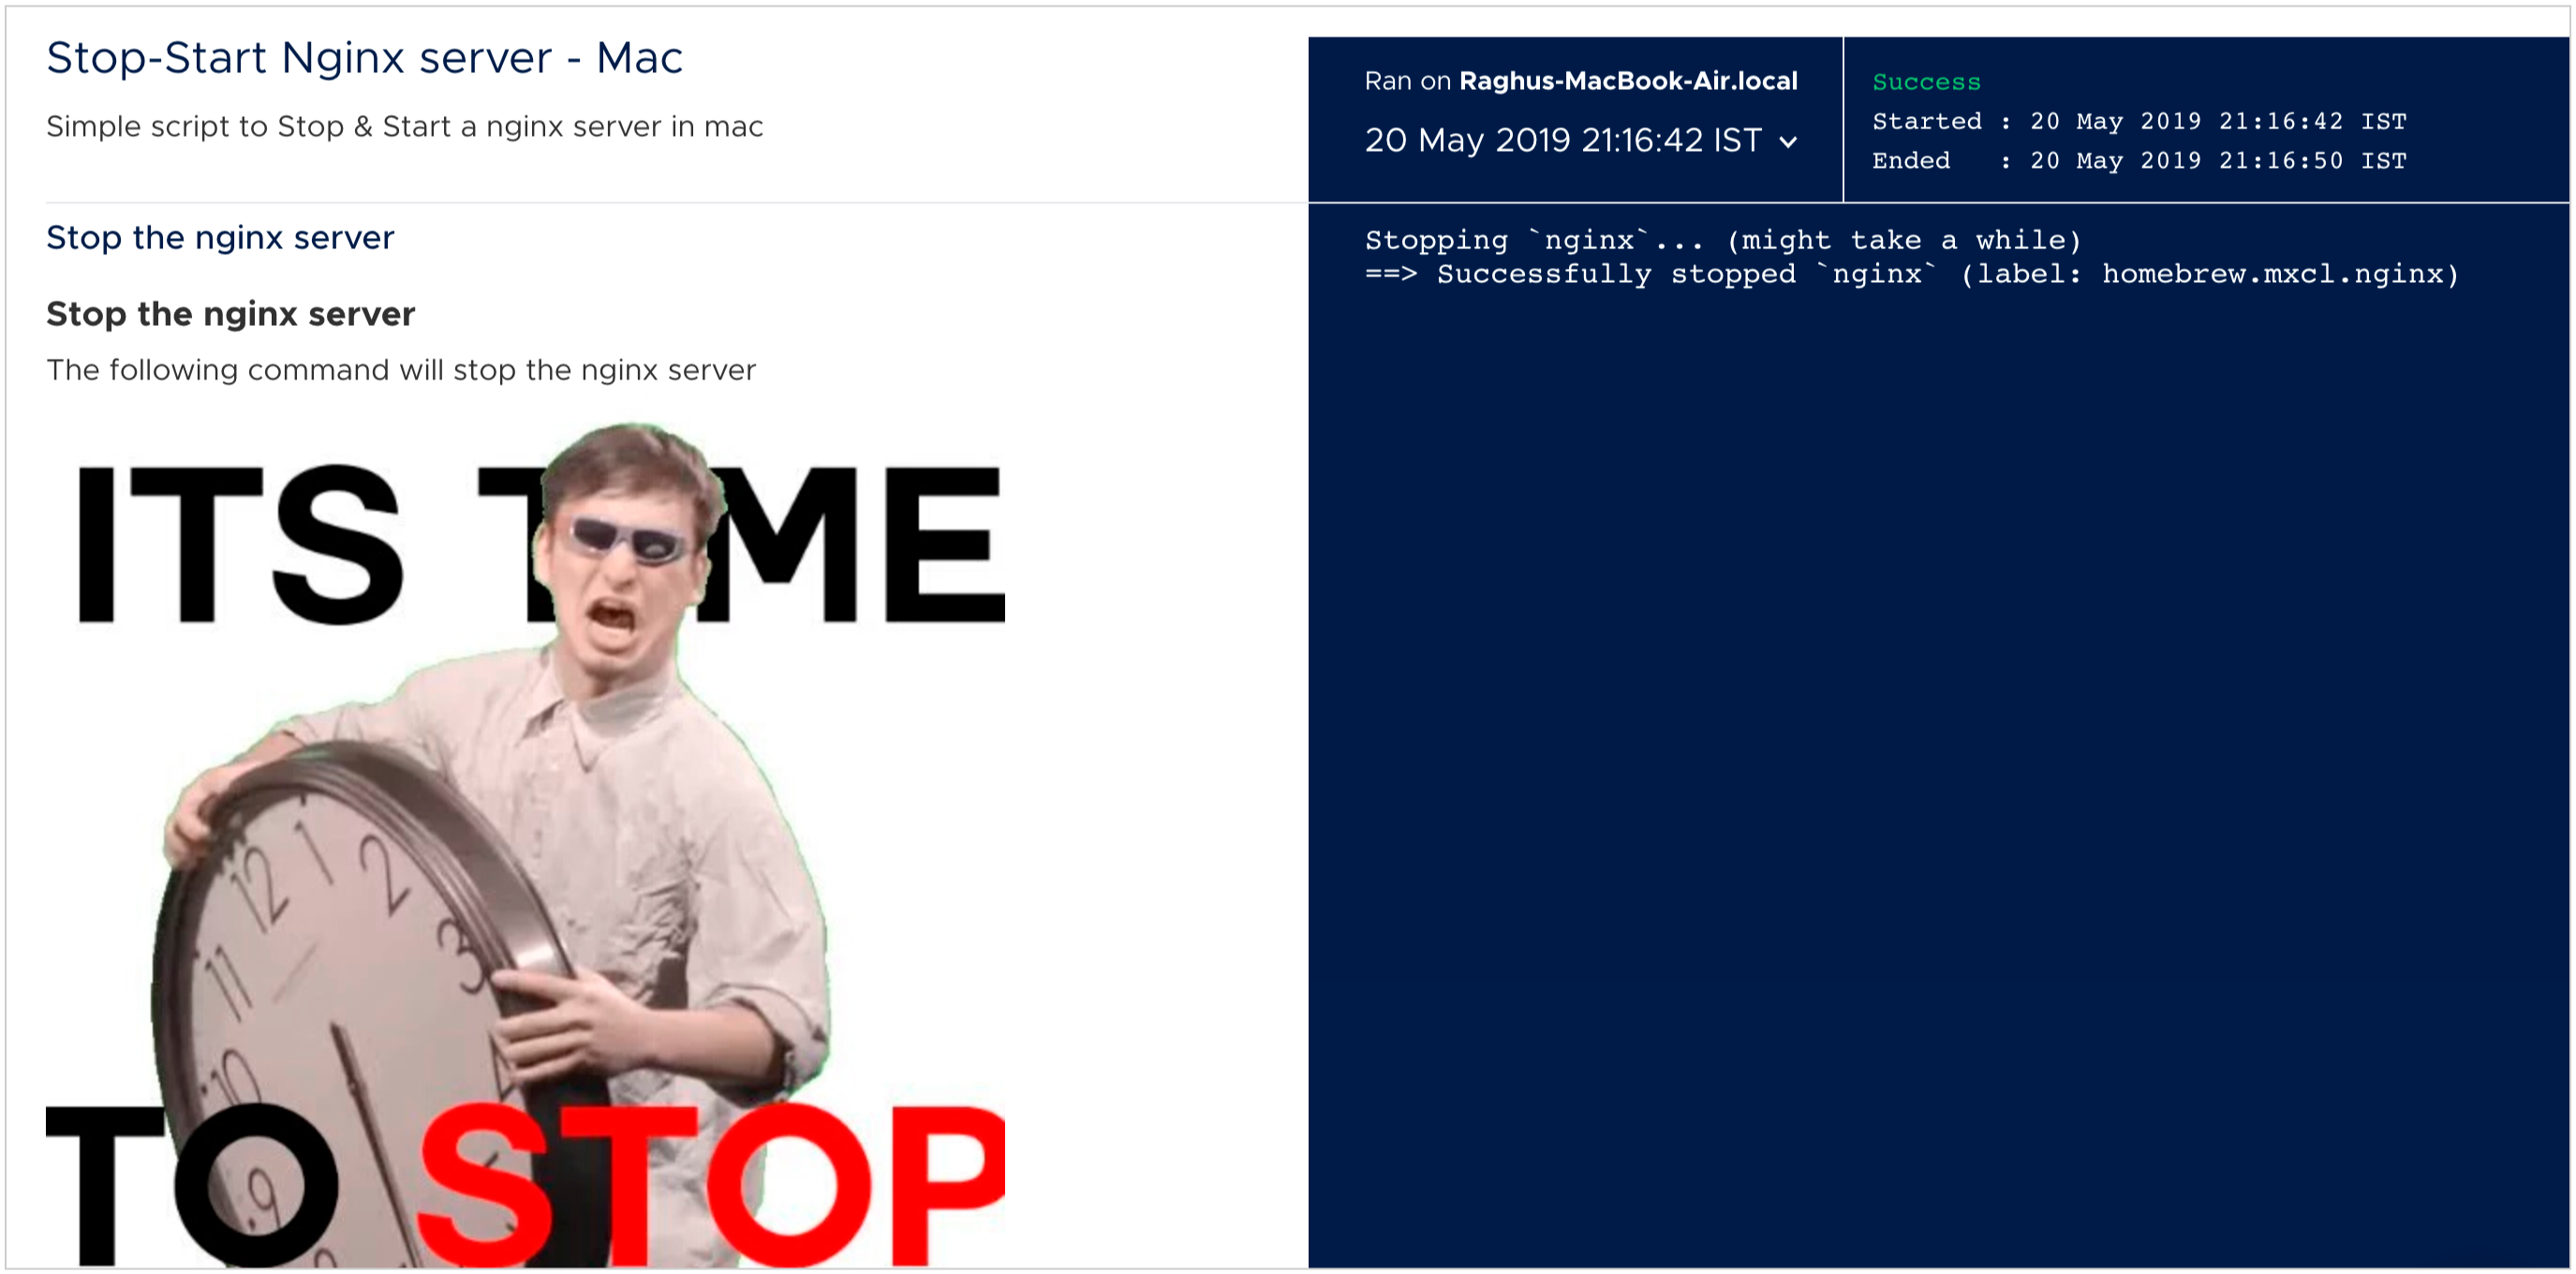 Stop-Start Nginx server - Mac
Simple script to Stop & Start a nginx server in mac
Ran on Raghus-MacBook-Air.local
20 May 2019 21:16:42 IST
Success
Started : 20 May 2019 21:16:42 IST
Ended : 20 May 2019 21:16:50 IST
Stop the nginx server
Stop the nginx server
The following command will stop the nginx server
ITS TME
12 1 2
3
11
10
9
TO STOP
Stopping `nginx`... (might take a while)
==> Successfully stopped `nginx` (label: homebrew.mxcl.nginx)